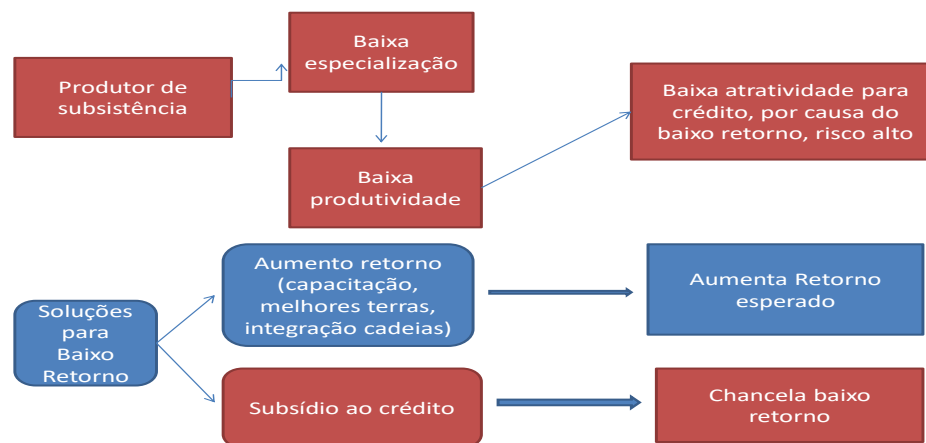 Produtor de
subsistência
Baixa
especialização
Baixa
produtividade
Baixa atratividade para
crédito, por causa do
baixo retorno, risco alto
Soluções
para
Baixo
Retorno
Aumento retorno
(capacitação,
melhores terras,
integração cadeias)
Aumenta Retorno
esperado
Subsídio ao crédito
Chancela baixo
retorno